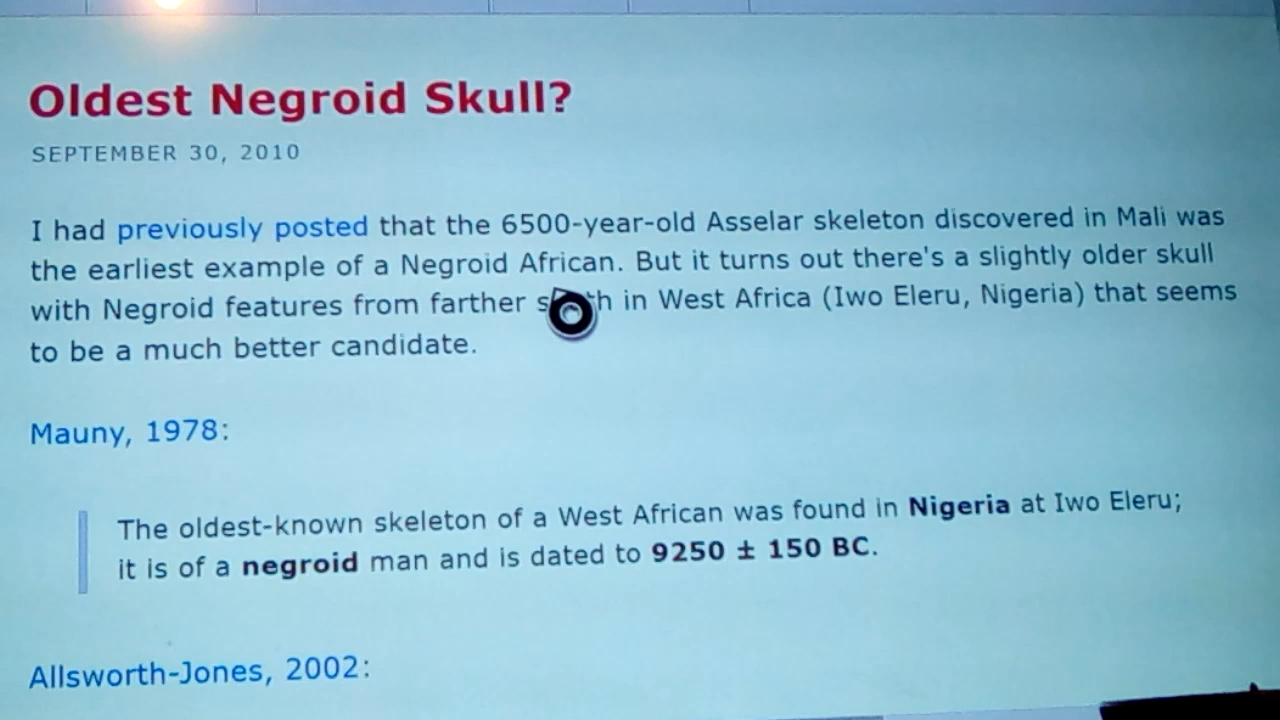 Oldest Negroid Skull?
SEPTEMBER 30, 2010
I had previously posted that the 6500-year-old Asselar skeleton discovered in Mali was
the earliest example of a Negroid African. But it turns out there's a slightly older skull
with Negroid features from farther in West Africa (Iwo Eleru, Nigeria) that seems
to be a much better candidate.
Mauny, 1978:
The oldest-known skeleton of a West African was found in Nigeria at Iwo Eleru;
it is of a negroid man and is dated to 9250 ± 150 BC.
Allsworth-Jones, 2002: